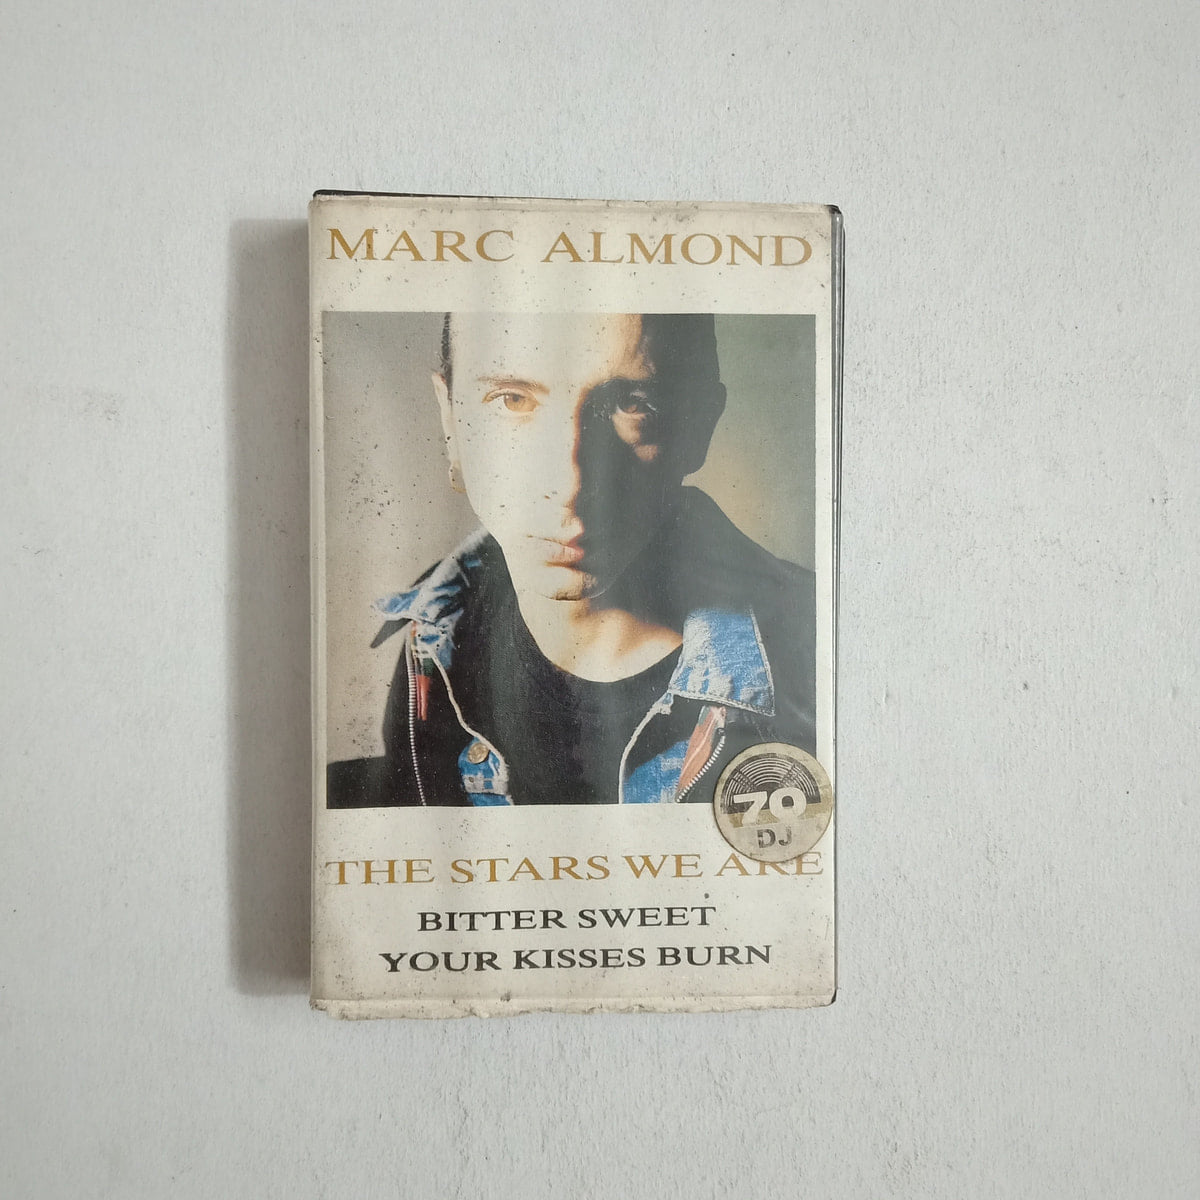 MARC ALMOND
70
DJ
THE STARS WE ARE
BITTER SWEET
YOUR KISSES BURN